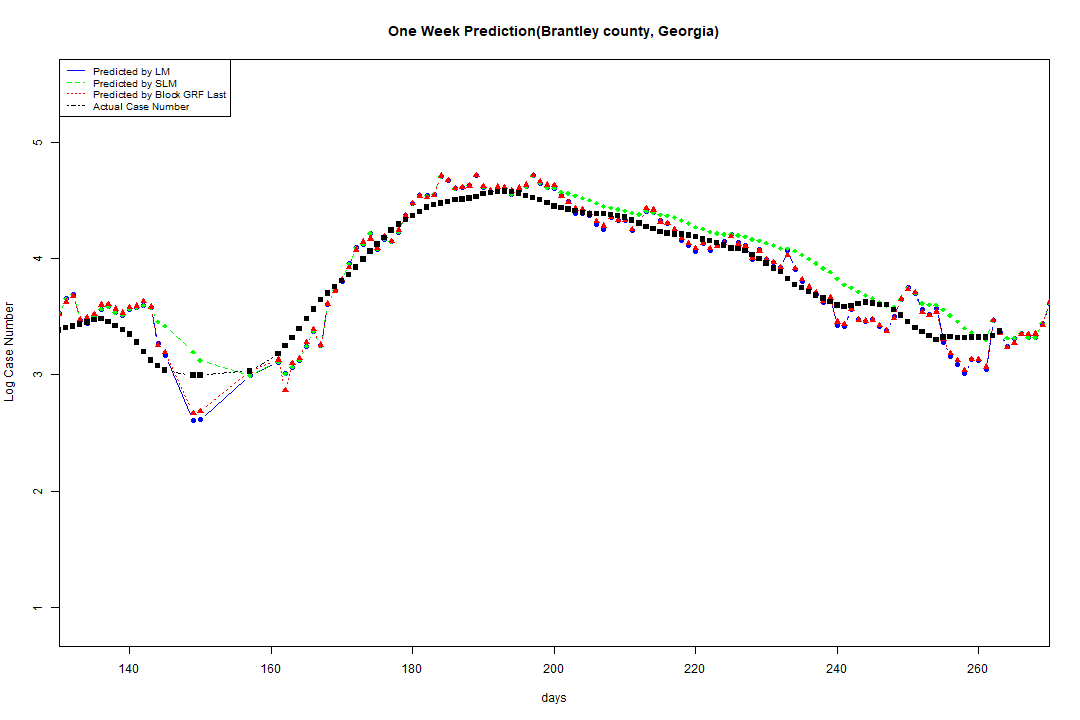 One Week Prediction(Brantley county, Georgia)
Predicted by LM
Predicted by SLM
Predicted by Block GRF Last
Actual Case Number
5
4
3
2
1
Log Case Number
140 160 180 200 220 240 260
days